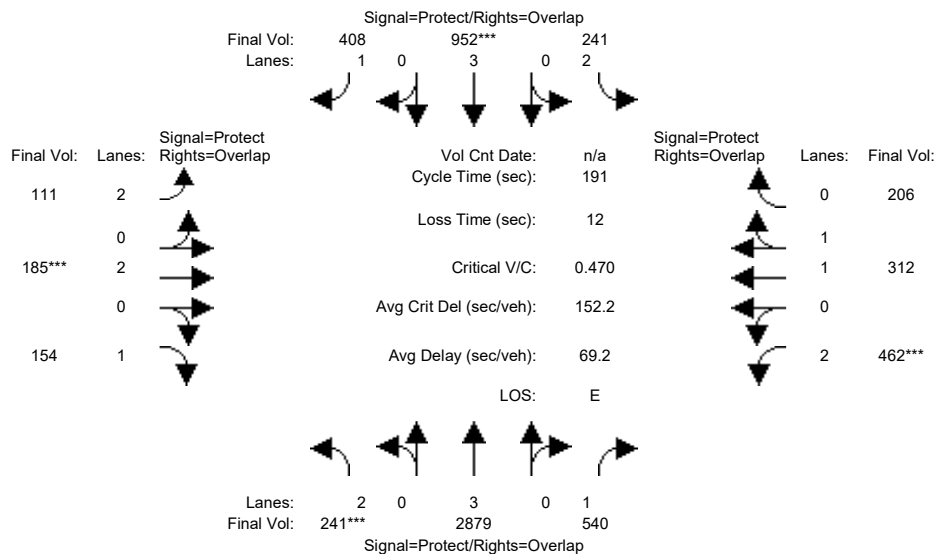 Signal=Protect/Rights=Overlap
Final Vol: 408 952*** 241
Lanes: 1 0 3 0 2
Signal=Protect
Final Vol: Lanes: Rights=Overlap
Vol Cnt Date: n/a
Signal=Protect
Rights=Overlap Lanes: Final Vol:
Cycle Time (sec): 191
111 2
0 206
Loss Time (sec): 12
0
1
185*** 2
Critical V/C: 0.470
1 312
0
Avg Crit Del (sec/veh): 152.2
0
154 1
Avg Delay (sec/veh): 69.2
2 462***
LOS: E
Lanes: 2 0 3 0 1
Final Vol: 241*** 2879 540
Signal=Protect/Rights=Overlap